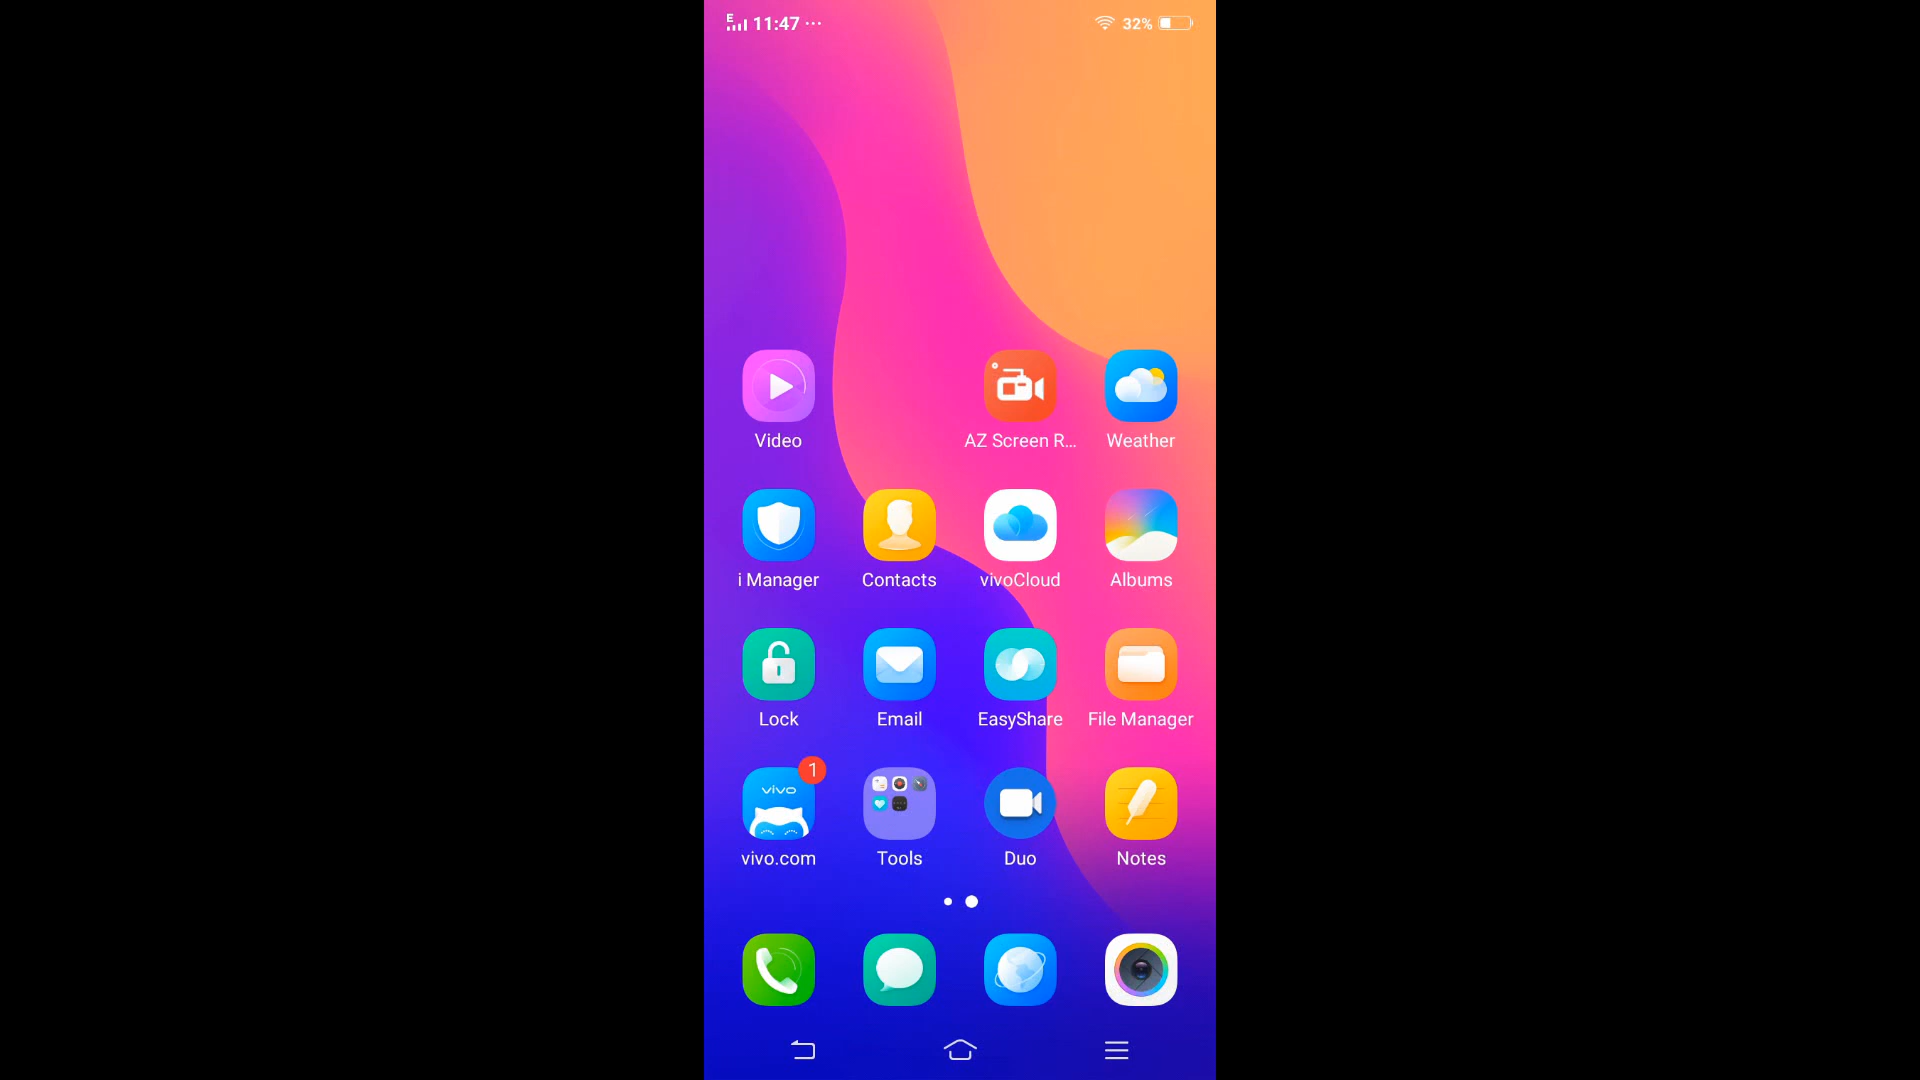 E 11:47 ... 32%
Video AZ Screen R... Weather
i Manager Contacts vivoCloud Albums
Lock Email EasyShare File Manager
1
vivo
vivo.com Tools Duo Notes